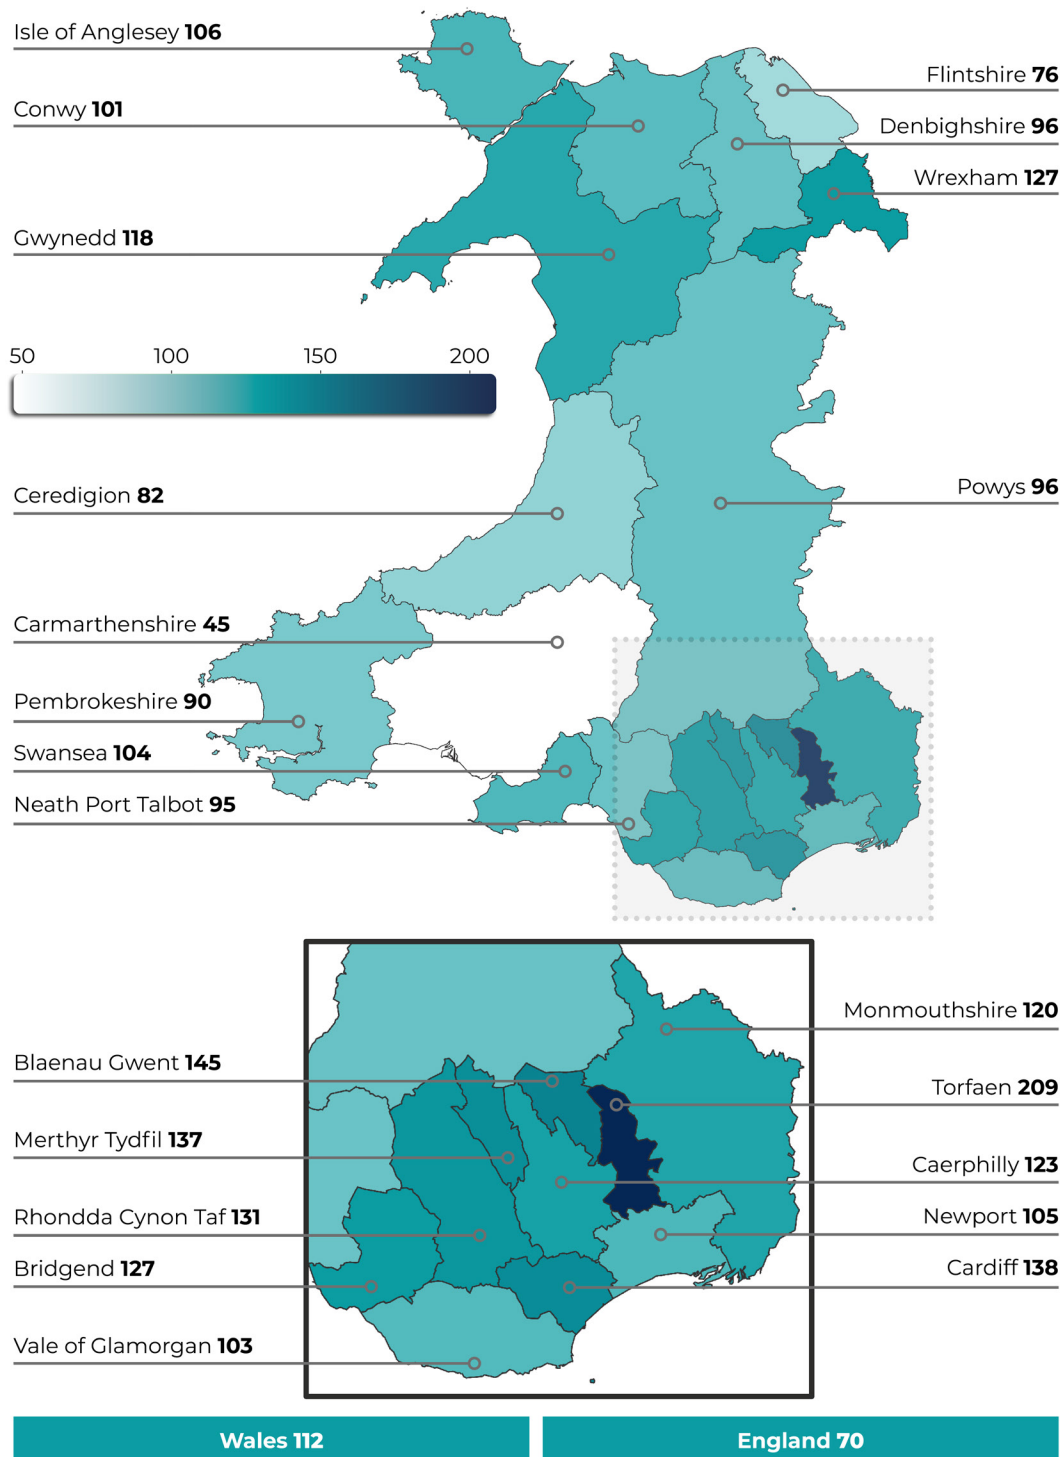 Isle of Anglesey 106
Flintshire 76
Conwy 101
Denbighshire 96
Wrexham 127
Gwynedd 118
50 100 150 200
Ceredigion 82
Powys 96
Carmarthenshire 45
Pembrokeshire 90
Swansea 104
Neath Port Talbot 95
Monmouthshire 120
Blaenau Gwent 145
Torfaen 209
Merthyr Tydfil 137
Caerphilly 123
Rhondda Cynon Taf 131
Newport 105
Bridgend 127
Cardiff 138
Vale of Glamorgan 103
Wales 112
England 70